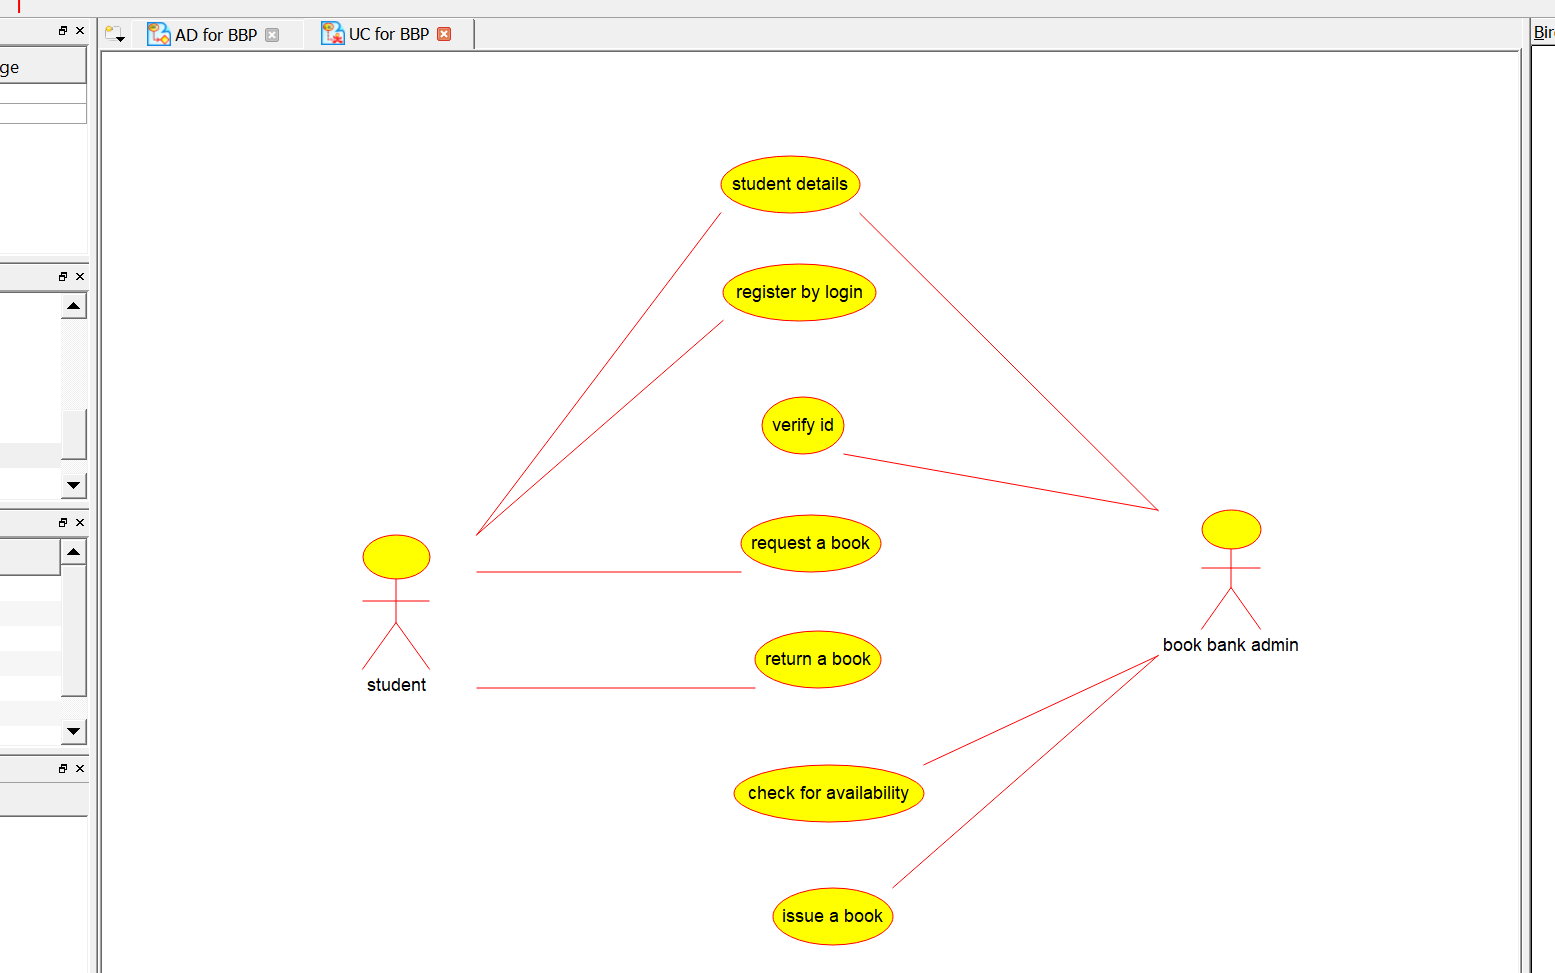 AD for BBP
UC for BBP
ge
student details
register by login
verify id
request a book
return a book
student
book bank admin
check for availability
issue a book